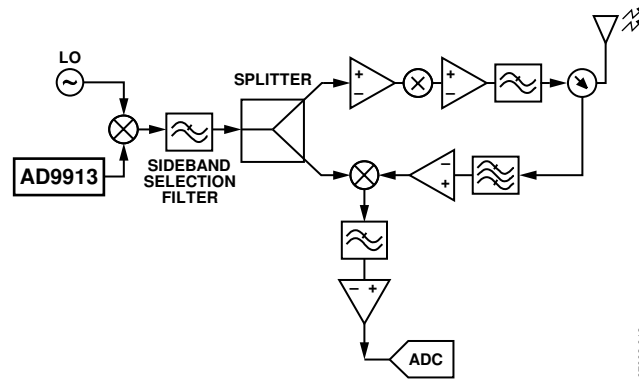 LO
SPLITTER
AD9913
SIDEBAND
SELECTION
FILTER
ADC